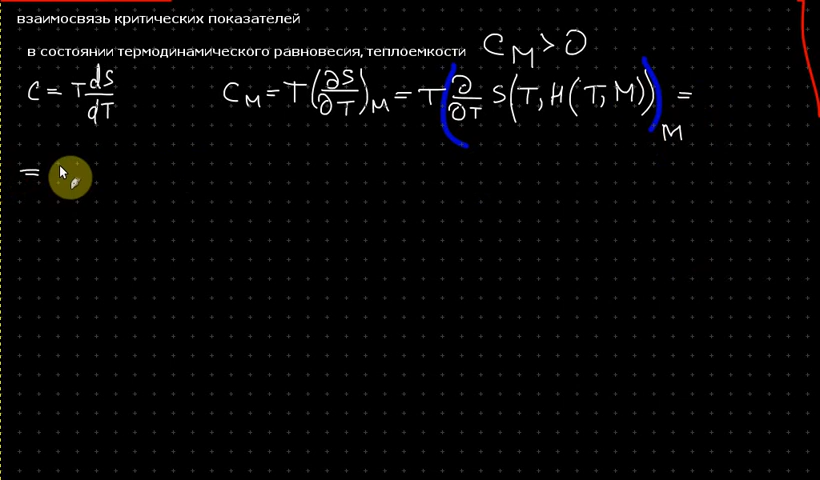 взаимосвязь критических показателей
в состоянии термодинамического равновесия, теплоемкости C_M > 0
C = T dS/dT    C_M = T (∂S/∂T)_M = T (∂/∂T S(T, H(T, M)))_M =
=